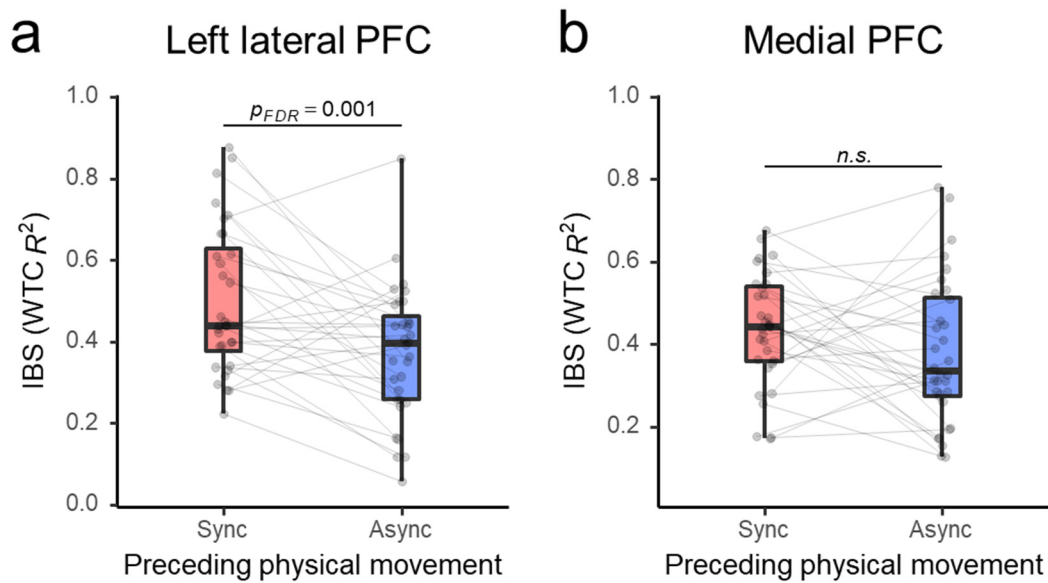 a Left lateral PFC
IBS (WTC R²)
1.0
0.8
0.6
0.4
0.2
0.0
pFDR = 0.001
Sync Async
Preceding physical movement
b Medial PFC
IBS (WTC R²)
1.0
0.8
0.6
0.4
0.2
n.s.
Sync Async
Preceding physical movement